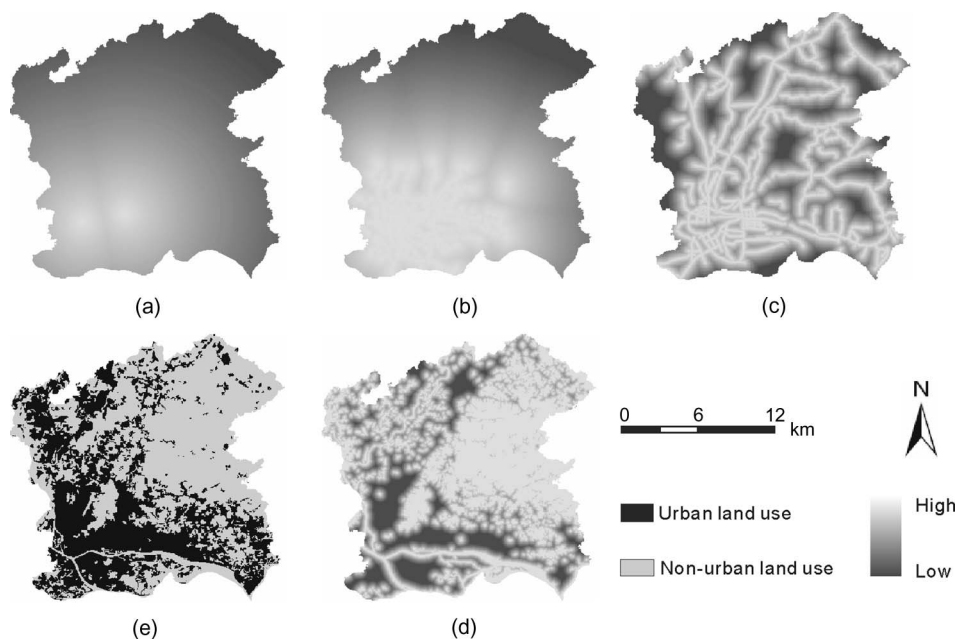 (a)
(b)
(c)
N
0 6 12
km
Urban land use
High
Non-urban land use
Low
(e)
(d)